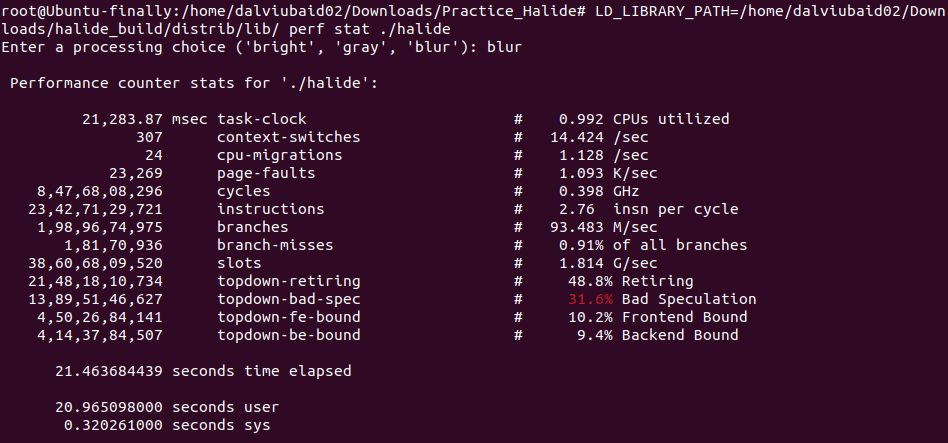 root@Ubuntu-finally:/home/dalviubaid02/Downloads/Practice_Halide# LD_LIBRARY_PATH=/home/dalviubaid02/Down
loads/halide_build/distrib/lib/ perf stat ./halide
Enter a processing choice ('bright', 'gray', 'blur'): blur
Performance counter stats for './halide':
21,283.87 msec task-clock # 0.992 CPUs utilized
307 context-switches # 14.424 /sec
24 cpu-migrations # 1.128 /sec
23,269 page-faults # 1.093 K/sec
8,47,68,08,296 cycles # 0.398 GHz
23,42,71,29,721 instructions # 2.76 insn per cycle
1,98,96,74,975 branches # 93.483 M/sec
1,81,70,936 branch-misses # 0.91% of all branches
38,60,68,09,520 slots # 1.814 G/sec
21,48,18,10,734 topdown-retiring # 48.8% Retiring
13,89,51,46,627 topdown-bad-spec # 31.6% Bad Speculation
4,50,26,84,141 topdown-fe-bound # 10.2% Frontend Bound
4,14,37,84,507 topdown-be-bound # 9.4% Backend Bound
21.463684439 seconds time elapsed
20.965098000 seconds user
0.320261000 seconds sys